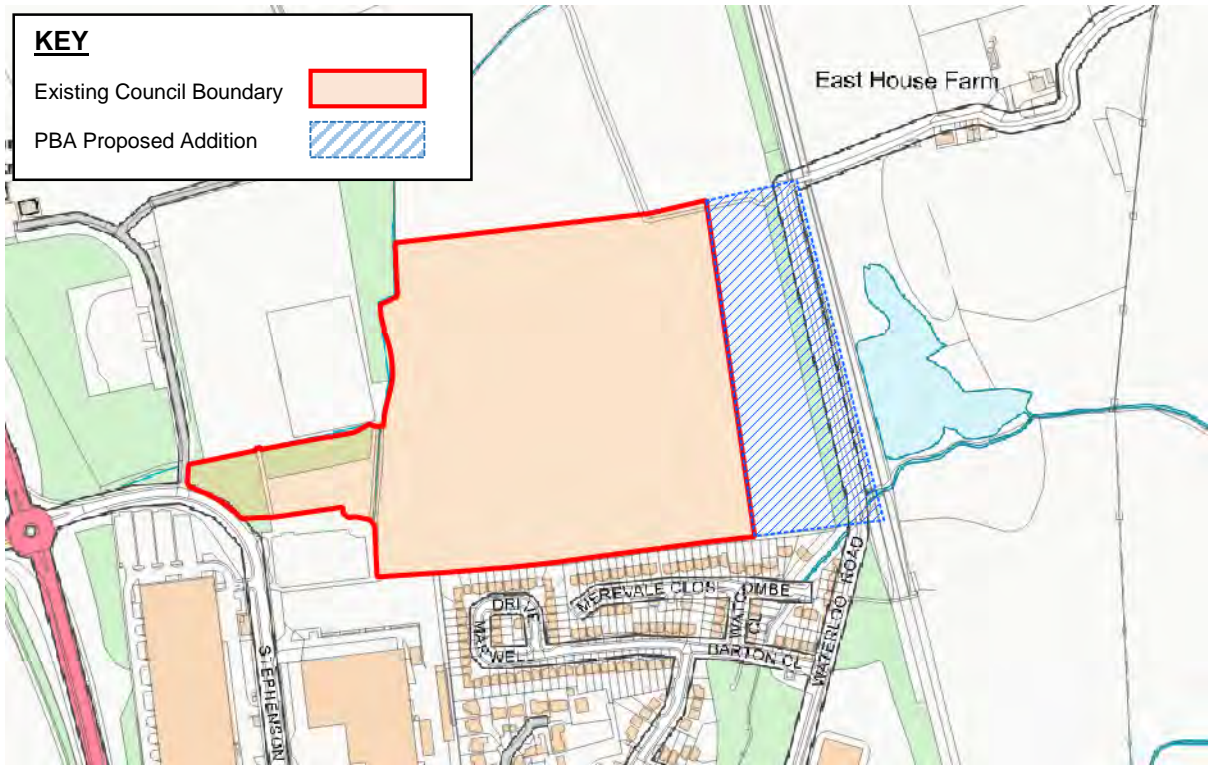 KEY
Existing Council Boundary
PBA Proposed Addition
East House Farm
MEREVALE CLOSE
OMBE
WALC
CL
DRIVE
MAXWELL
BARTON CL
WATERLOO ROAD
STEPHENSON